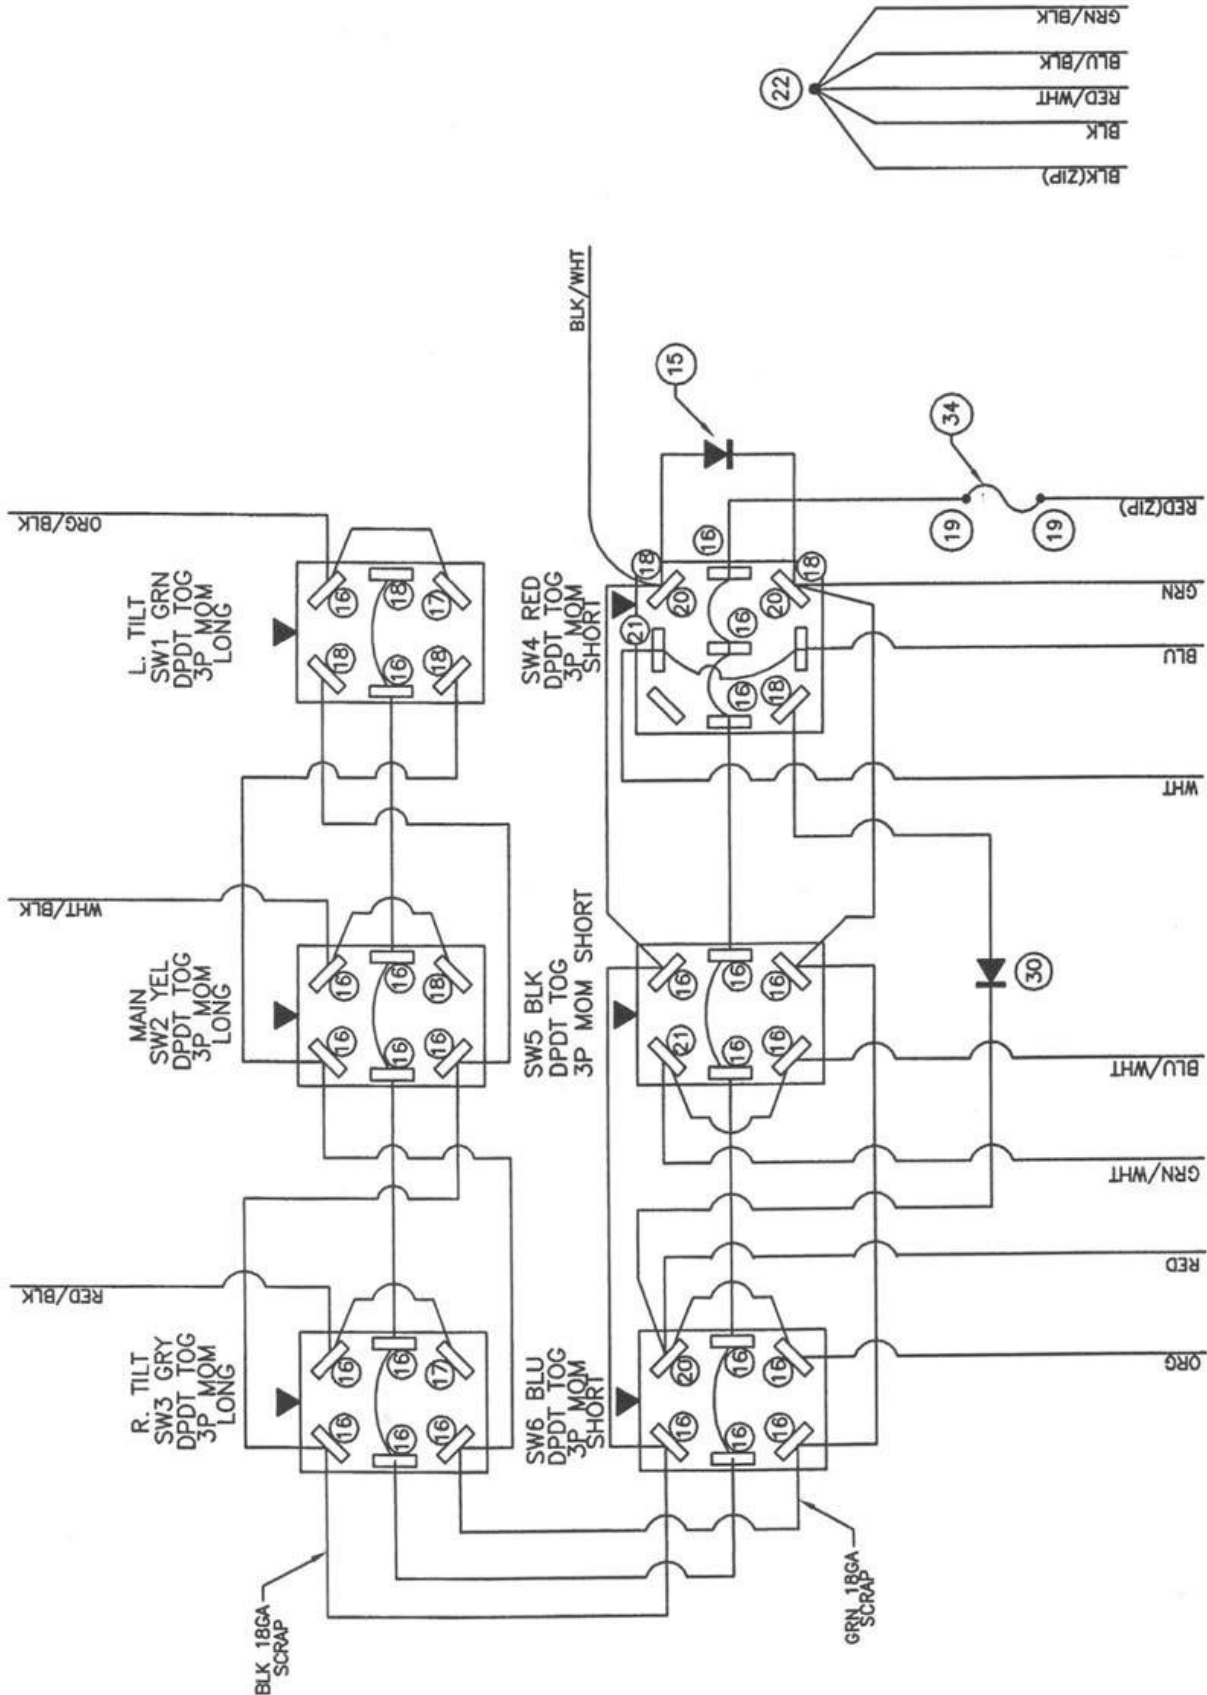 GRN/BLK
BLU/BLK
RED/WHT
BLK
BLK(ZIP)
22
ORG/BLK
WHT/BLK
RED/BLK
L. TILT
SW1 GRN
DPDT TOG
3P MOM
LONG
16
18
17
18
16
18
MAIN
SW2 YEL
DPDT TOG
3P MOM
LONG
16
16
18
16
16
16
R. TILT
SW3 GRY
DPDT TOG
3P MOM
LONG
16
16
17
16
16
16
BLK/WHT
15
34
19
19
RED(ZIP)
SW4 RED
DPDT TOG
3P MOM
SHORT
18
20
21
16
16
16
20
18
18
GRN
BLU
WHT
SW5 BLK
DPDT TOG
3P MOM SHORT
16
16
16
21
16
16
30
BLU/WHT
GRN/WHT
RED
ORG
SW6 BLU
DPDT TOG
3P MOM
SHORT
20
16
16
16
16
16
BLK 18GA
SCRAP
GRN 18GA
SCRAP